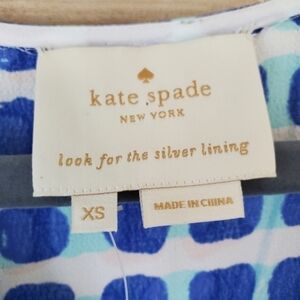 kate spade
NEW YORK
look for the silver lining
XS
MADE IN CHINA